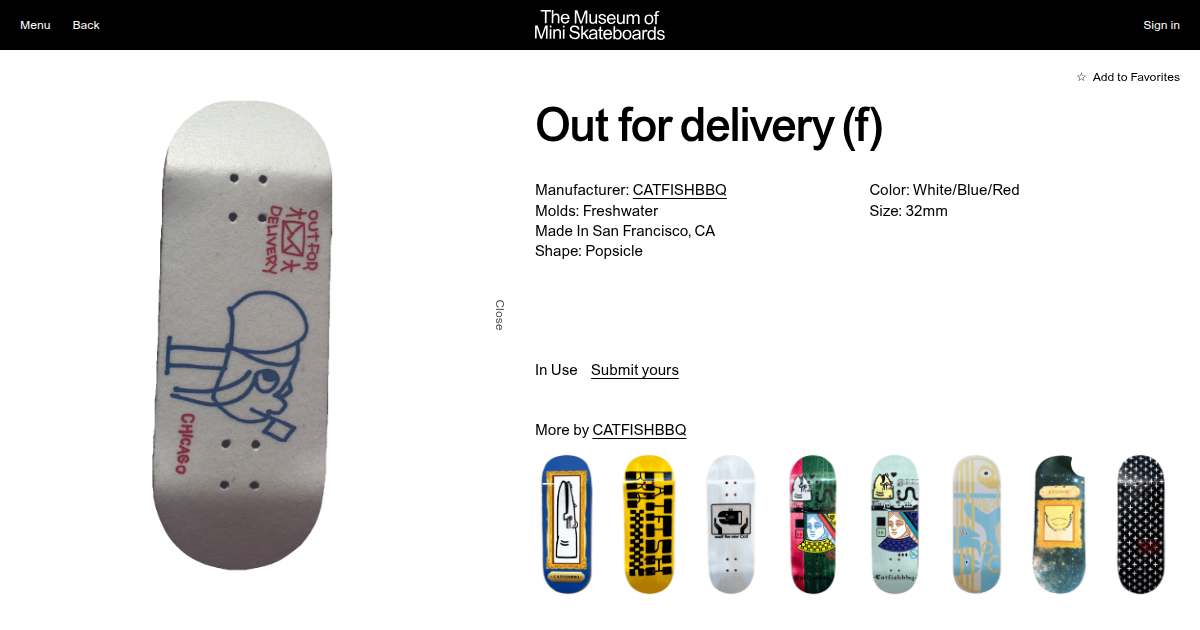 Menu
Back
The Museum of
Mini Skateboards
Sign in
☆ Add to Favorites
Out for delivery (f)
Manufacturer: CATFISHBBQ
Molds: Freshwater
Made In San Francisco, CA
Shape: Popsicle
Color: White/Blue/Red
Size: 32mm
OUT FOR
DELIVERY
CHICAGO
Close
In Use
Submit yours
More by CATFISHBBQ
CATFISHBBQ
Catfishbbq